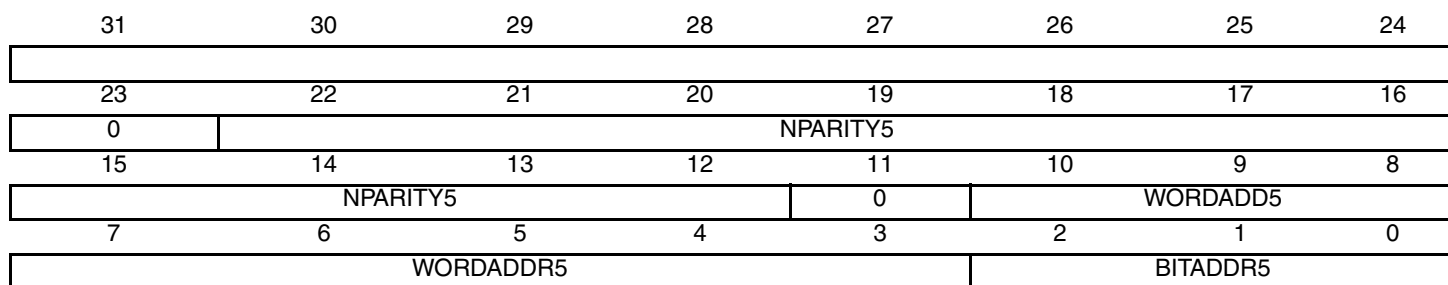 31 30 29 28 27 26 25 24
23 22 21 20 19 18 17 16
0 NPARITY5
15 14 13 12 11 10 9 8
NPARITY5 0 WORDADD5
7 6 5 4 3 2 1 0
WORDADDR5 BITADDR5